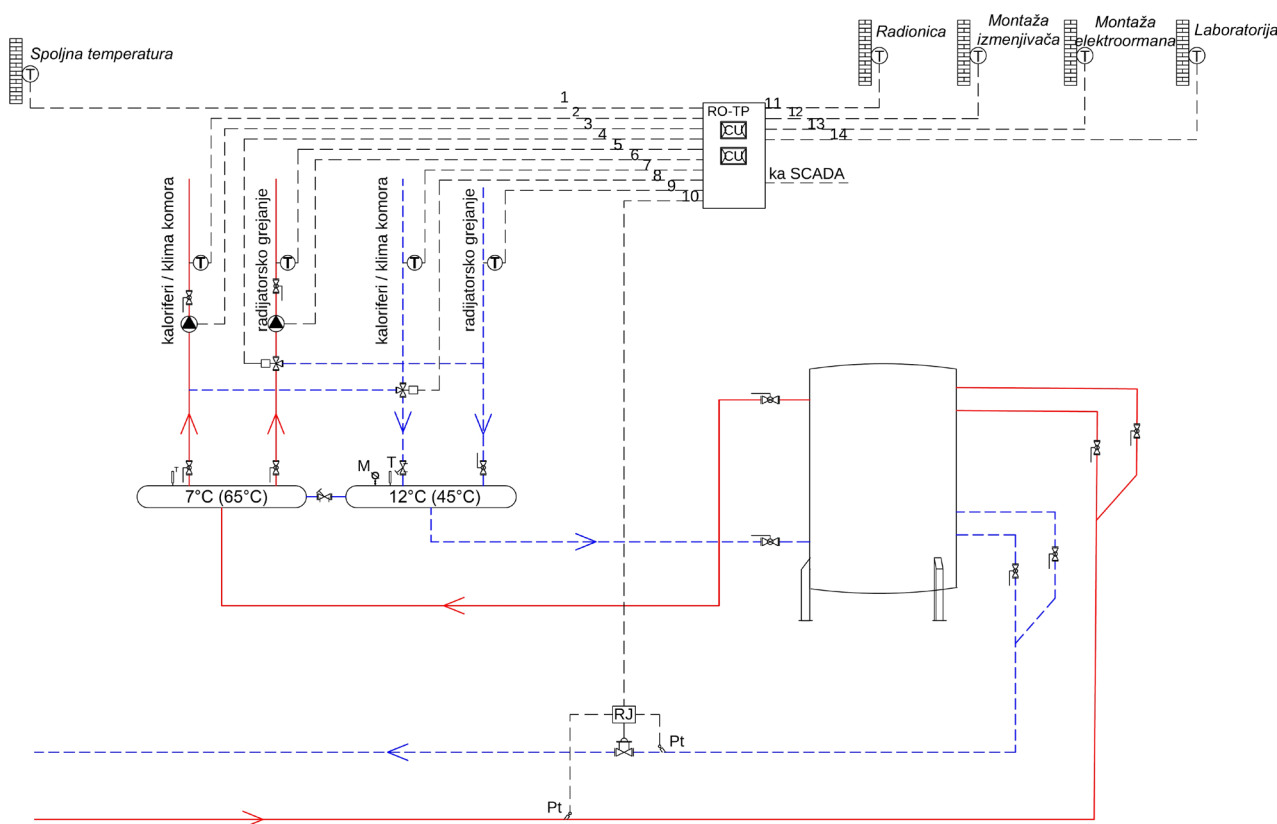 Spoljna temperatura
Radionica
Montaža
izmenjivača
Montaža
elektroormana
Laboratorija
T
T
T
T
T
1
2
3
4
5
6
7
8
9
10
RO-TP
CU
CU
11
12
13
14
ka SCADA
kaloriferi / klima komora
radijatorsko grejanje
kaloriferi / klima komora
radijatorsko grejanje
T
T
T
T
T
M
T
7°C (65°C)
12°C (45°C)
RJ
Pt
Pt